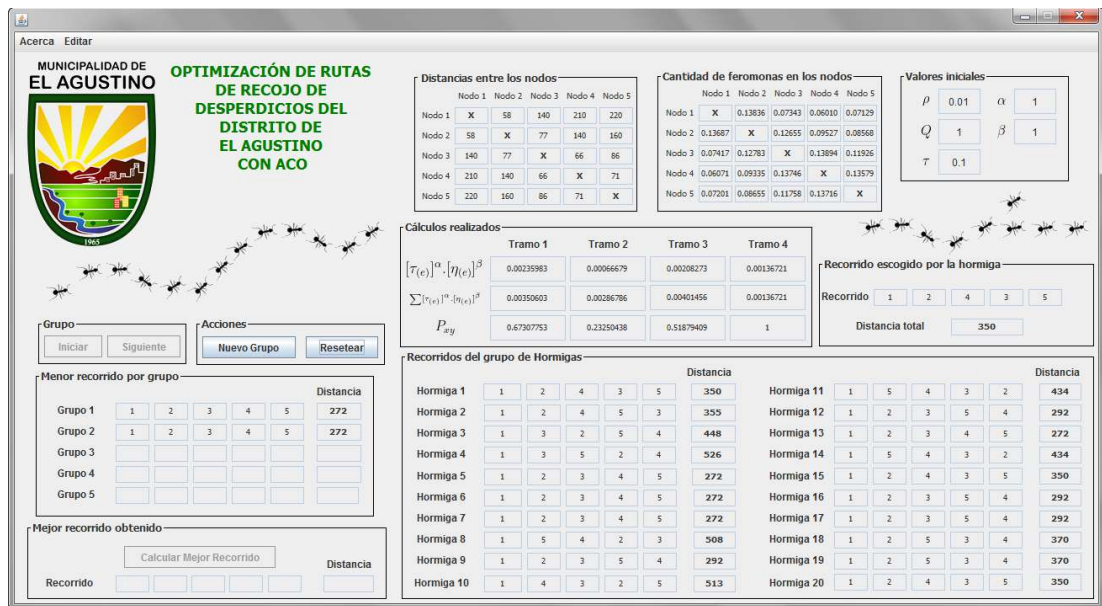 Acerca Editar
MUNICIPALIDAD DE
EL AGUSTINO
1965
OPTIMIZACIÓN DE RUTAS
DE RECOJO DE
DESPERDICIOS DEL
DISTRITO DE
EL AGUSTINO
CON ACO
Distancias entre los nodos
Nodo 1 Nodo 2 Nodo 3 Nodo 4 Nodo 5
Nodo 1 X 58 140 210 220
Nodo 2 58 X 77 140 160
Nodo 3 140 77 X 66 86
Nodo 4 210 140 66 X 71
Nodo 5 220 160 86 71 X
Cantidad de feromonas en los nodos
Nodo 1 Nodo 2 Nodo 3 Nodo 4 Nodo 5
Nodo 1 X 0.13836 0.07343 0.06010 0.07129
Nodo 2 0.13687 X 0.12655 0.09527 0.08568
Nodo 3 0.07417 0.12783 X 0.13894 0.11926
Nodo 4 0.06071 0.09335 0.13746 X 0.13579
Nodo 5 0.07201 0.08655 0.11758 0.13716 X
Valores iniciales
ρ 0.01 α 1
Q 1 β 1
τ 0.1
Cálculos realizados
Tramo 1 Tramo 2 Tramo 3 Tramo 4
[τ(e)]^α.[η(e)]^β 0.00235983 0.00066679 0.00208273 0.00136721
∑[τ(e)]^α.[η(e)]^β 0.00350603 0.00286786 0.00401456 0.00136721
Pxy 0.67307753 0.23250438 0.51879409 1
Recorrido escogido por la hormiga
Recorrido 1 2 4 3 5
Distancia total 350
Grupo
Iniciar Siguiente
Acciones
Nuevo Grupo Resetear
Menor recorrido por grupo
Distancia
Grupo 1 1 2 3 4 5 272
Grupo 2 1 2 3 4 5 272
Grupo 3
Grupo 4
Grupo 5
Mejor recorrido obtenido
Calcular Mejor Recorrido
Distancia
Recorrido
Recorridos del grupo de Hormigas
Distancia
Hormiga 1 1 2 4 3 5 350
Hormiga 2 1 2 4 5 3 355
Hormiga 3 1 3 2 5 4 448
Hormiga 4 1 3 5 2 4 526
Hormiga 5 1 2 3 4 5 272
Hormiga 6 1 2 3 4 5 272
Hormiga 7 1 2 3 4 5 272
Hormiga 8 1 5 4 2 3 508
Hormiga 9 1 2 3 5 4 292
Hormiga 10 1 4 3 2 5 513
Distancia
Hormiga 11 1 5 4 3 2 434
Hormiga 12 1 2 3 5 4 292
Hormiga 13 1 2 3 4 5 272
Hormiga 14 1 5 4 3 2 434
Hormiga 15 1 2 4 3 5 350
Hormiga 16 1 2 3 5 4 292
Hormiga 17 1 2 3 5 4 292
Hormiga 18 1 2 5 3 4 370
Hormiga 19 1 2 5 3 4 370
Hormiga 20 1 2 4 3 5 350